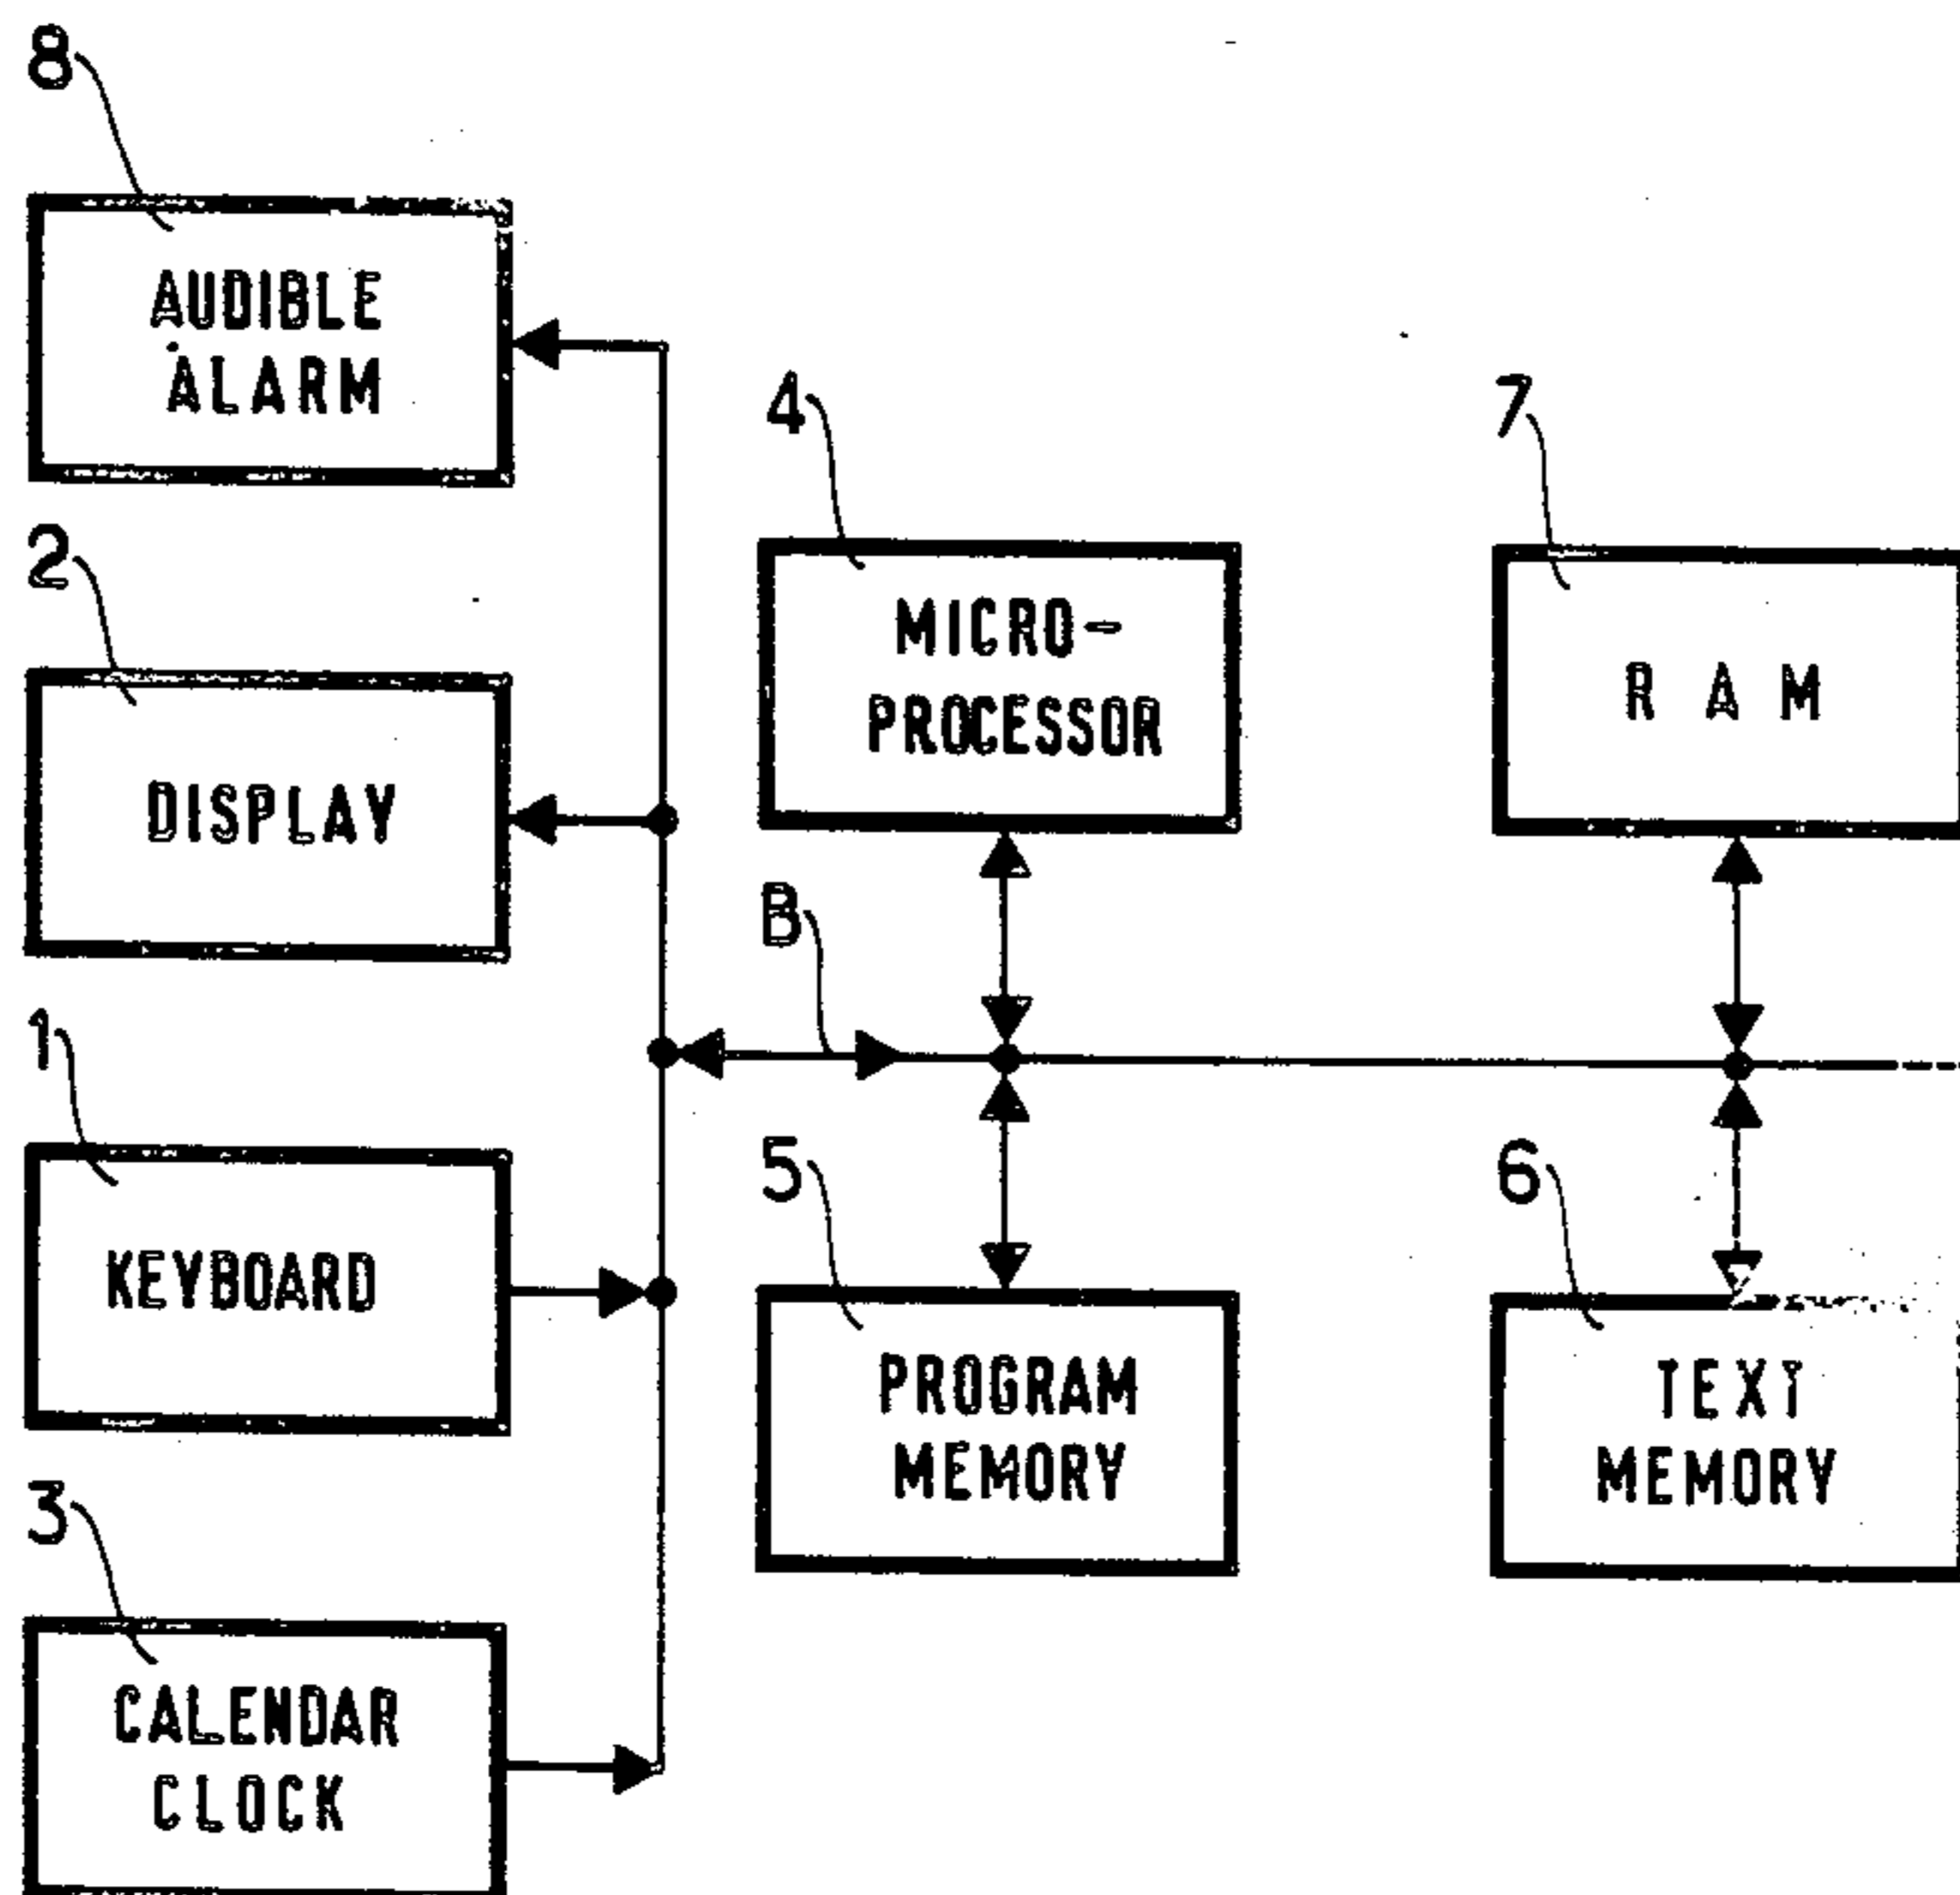 8
AUDIBLE
ALARM
4
7
2
MICRO-
PROCESSOR
R A M
DISPLAY
B
1
5
6
KEYBOARD
PROGRAM
MEMORY
TEXT
MEMORY
3
CALENDAR
CLOCK